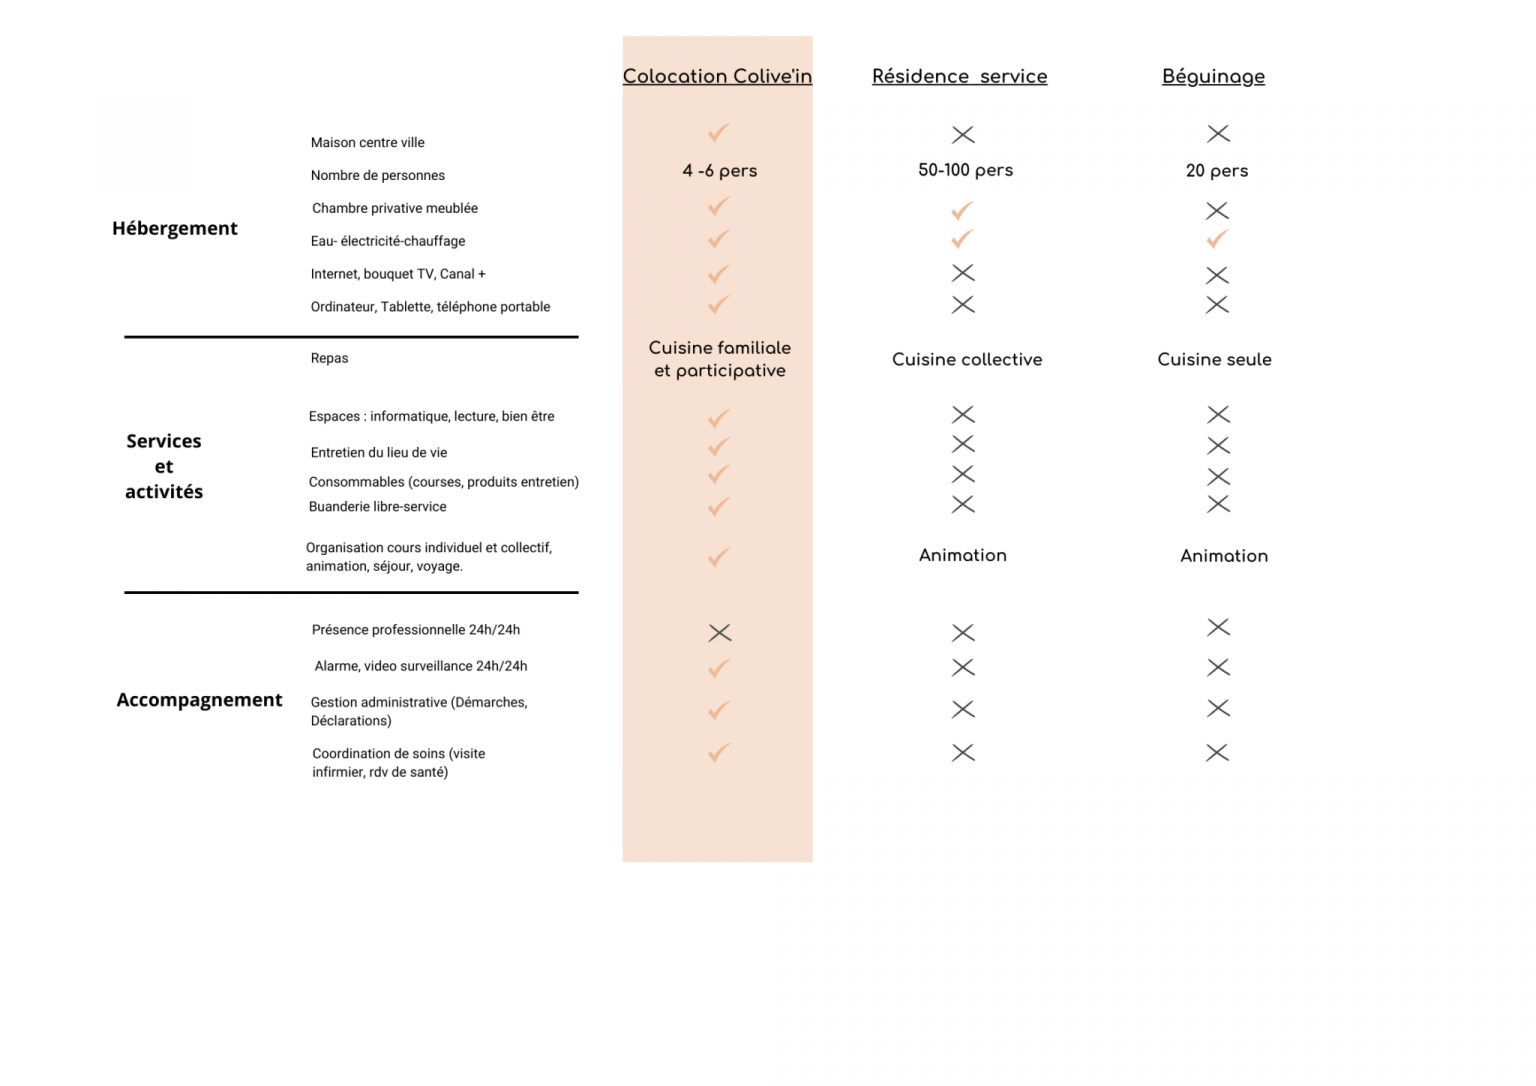 Colocation Colive'in Résidence service Béguinage
Maison centre ville
Nombre de personnes 4 -6 pers 50-100 pers 20 pers
Chambre privative meublée
Hébergement
Eau- électricité-chauffage
Internet, bouquet TV, Canal +
Ordinateur, Tablette, téléphone portable
Repas Cuisine familiale et participative Cuisine collective Cuisine seule
Espaces : informatique, lecture, bien être
Services
et
activités
Entretien du lieu de vie
Consommables (courses, produits entretien)
Buanderie libre-service
Organisation cours individuel et collectif,
animation, séjour, voyage.
Animation Animation
Présence professionnelle 24h/24h
Alarme, video surveillance 24h/24h
Accompagnement
Gestion administrative (Démarches,
Déclarations)
Coordination de soins (visite
infirmier, rdv de santé)